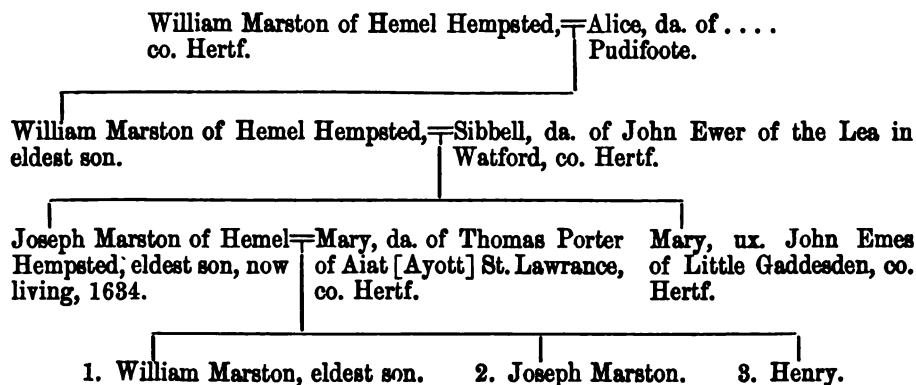 William Marston of Hemel Hempsted,
co. Hertf.
Alice, da. of ....
Pudifoote.
William Marston of Hemel Hempsted,
eldest son.
Sibbell, da. of John Ewer of the Lea in
Watford, co. Hertf.
Joseph Marston of Hemel
Hempsted, eldest son, now
living, 1634.
Mary, da. of Thomas Porter
of Aiat [Ayott] St. Lawrance,
co. Hertf.
Mary, ux. John Emes
of Little Gaddesden, co.
Hertf.
1. William Marston, eldest son.
2. Joseph Marston.
3. Henry.